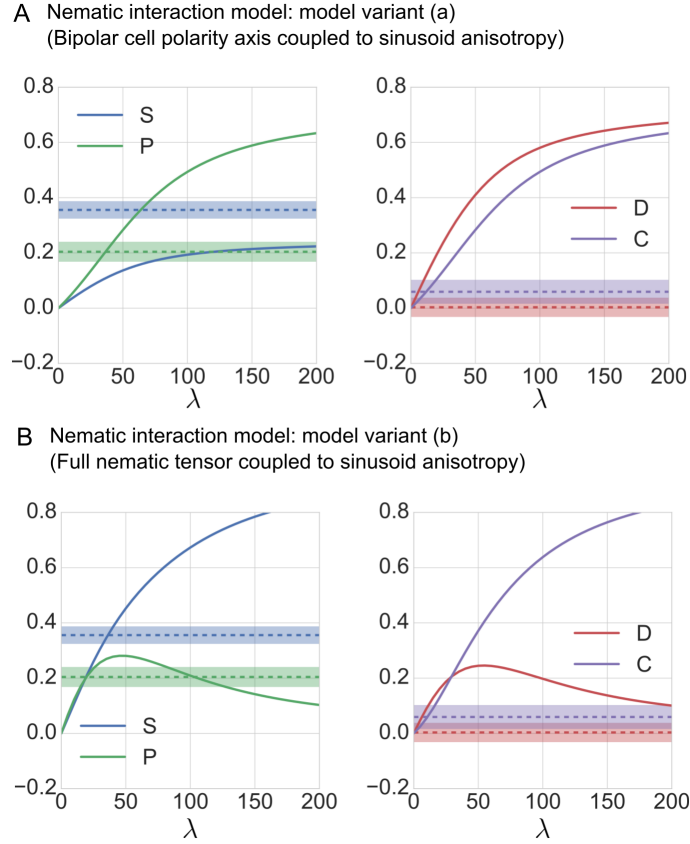 A Nematic interaction model: model variant (a)
(Bipolar cell polarity axis coupled to sinusoid anisotropy)
0.8
0.6
0.4
0.2
0.0
−0.2
S
P
0 50 100 150 200
λ
0.8
0.6
0.4
0.2
0.0
−0.2
D
C
0 50 100 150 200
λ
B Nematic interaction model: model variant (b)
(Full nematic tensor coupled to sinusoid anisotropy)
0.8
0.6
0.4
0.2
0.0
−0.2
S
P
0 50 100 150 200
λ
0.8
0.6
0.4
0.2
0.0
−0.2
D
C
0 50 100 150 200
λ